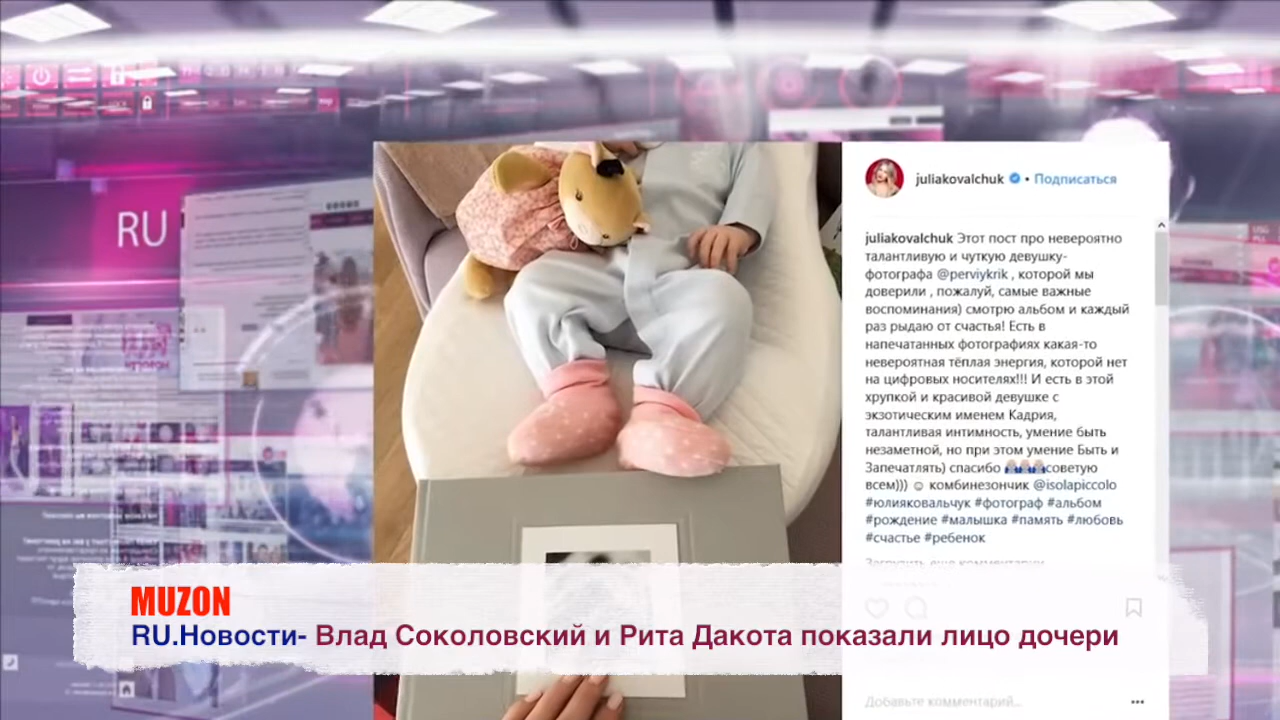 RU
juliakovalchuk • Подписаться
juliakovalchuk Этот пост про невероятно
талантливую и чуткую девушку-
фотографа @perviykrik , которой мы
доверили , пожалуй, самые важные
воспоминания) смотрю альбом и каждый
раз рыдаю от счастья! Есть в
напечатанных фотографиях какая-то
невероятная тёплая энергия, которой нет
на цифровых носителях!!! И есть в этой
хрупкой и красивой девушке с
экзотическим именем Кадрия,
талантливая интимность, умение быть
незаметной, но при этом умение Быть и
Запечатлять) спасибо 🙏🙏🙏советую
всем))) ☺ комбинезончик @isolapiccolo
#юлияковальчук #фотограф #альбом
#рождение #малышка #память #любовь
#счастье #ребенок
Загрузить еще комментарии
MUZON
RU.Новости- Влад Соколовский и Рита Дакота показали лицо дочери
Добавьте комментарий...